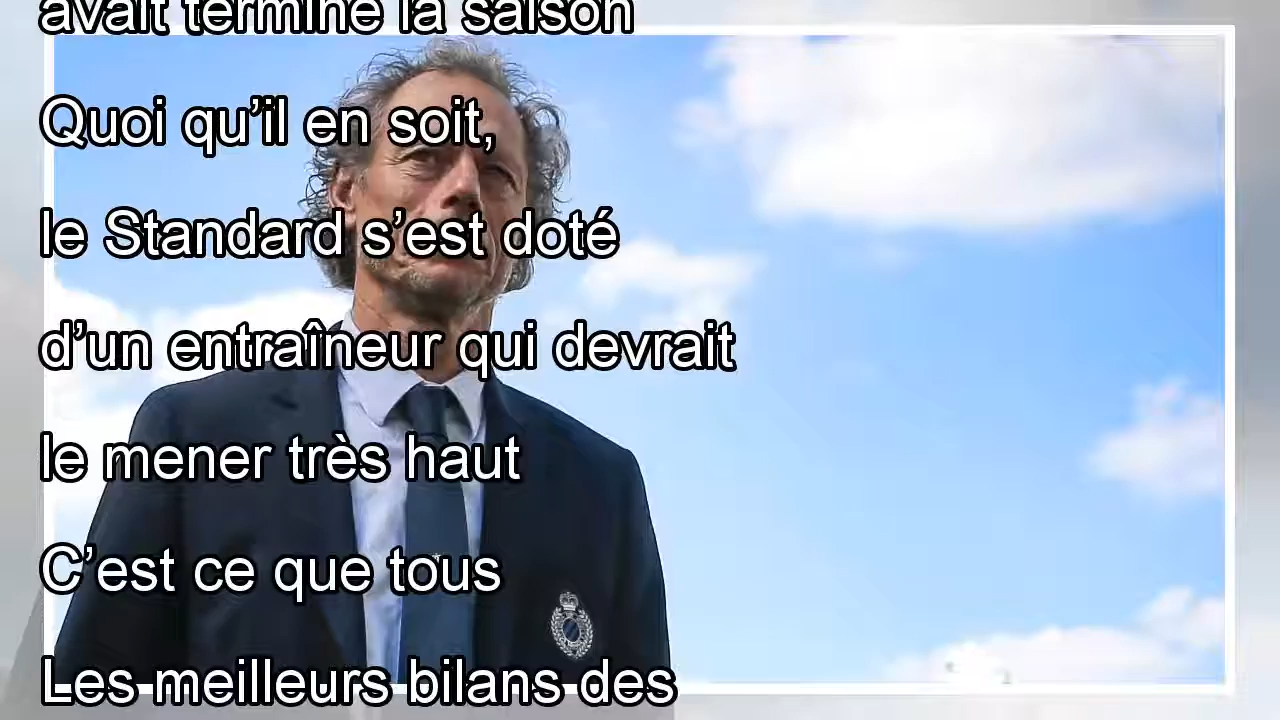 avait terminé la saison
Quoi qu’il en soit,
le Standard s’est doté
d’un entraîneur qui devrait
le mener très haut
C’est ce que tous
Les meilleurs bilans des